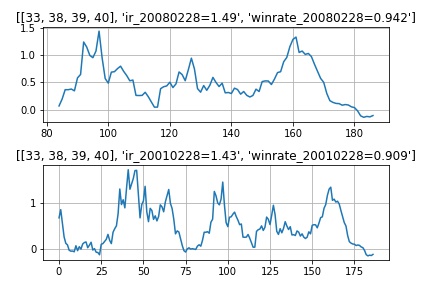 [[33, 38, 39, 40], 'ir_20080228=1.49', 'winrate_20080228=0.942']
1.5
1.0
0.5
0.0
80 100 120 140 160 180
[[33, 38, 39, 40], 'ir_20010228=1.43', 'winrate_20010228=0.909']
1
0
0 25 50 75 100 125 150 175